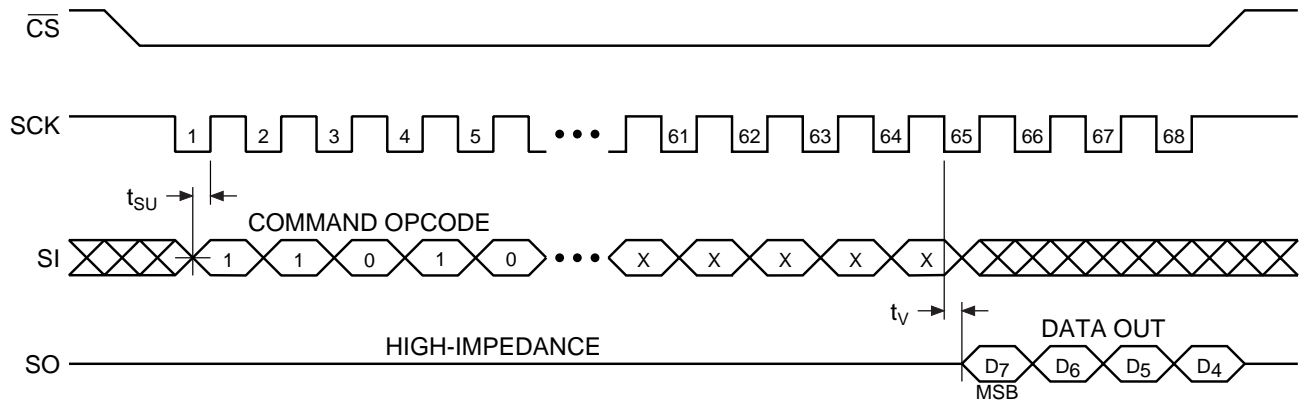 CS
SCK 1 2 3 4 5 ••• 61 62 63 64 65 66 67 68
tSU
COMMAND OPCODE
SI 1 1 0 1 0 ••• X X X X X
tV
DATA OUT
HIGH-IMPEDANCE
SO D7 D6 D5 D4
MSB